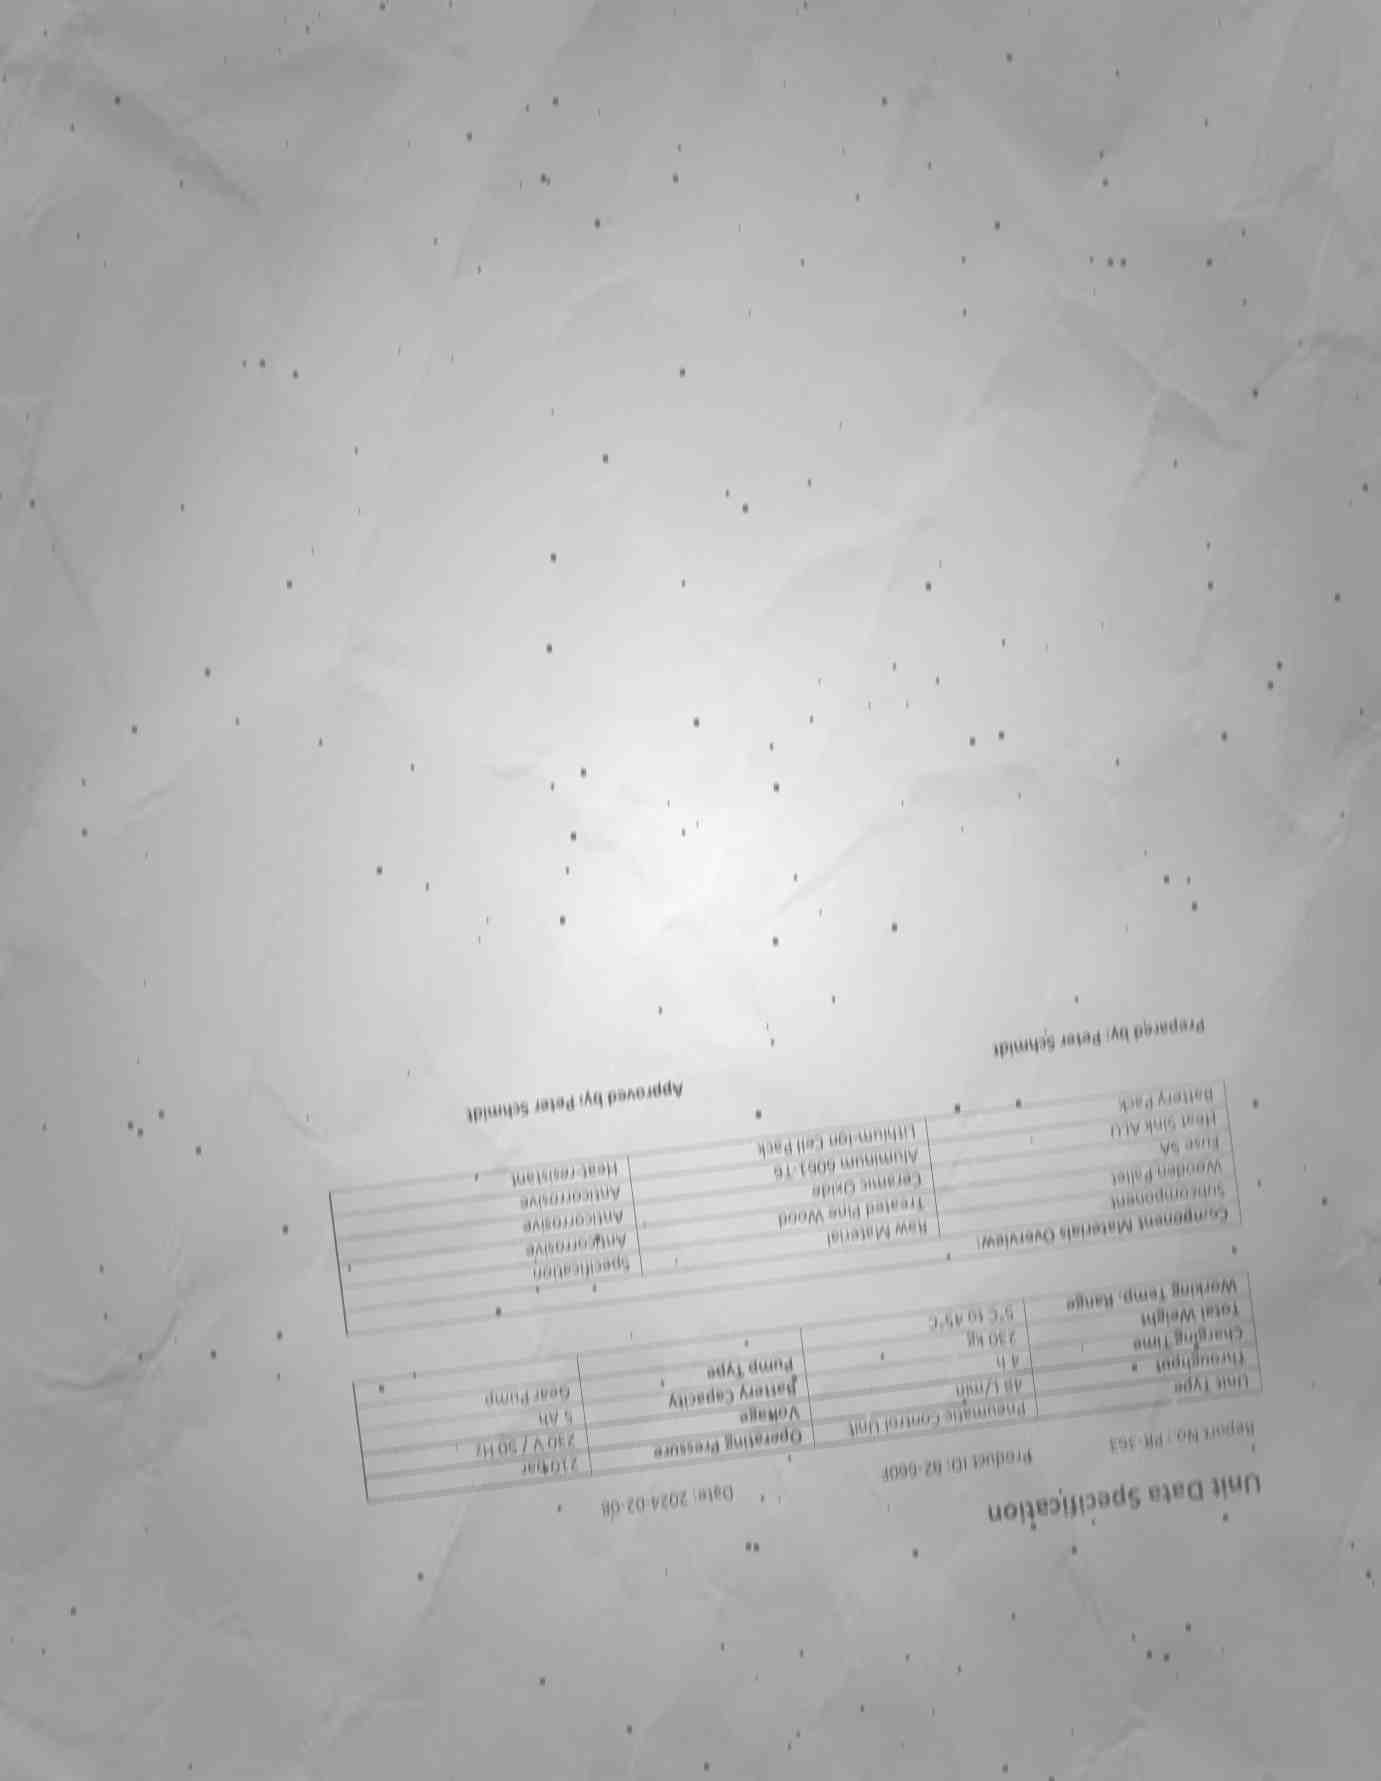 Unit Data Specification
Report No : PR-363 Product ID: B2-660F Date: 2024-02-08
Unit Type Pneumatic Control Unit Operating Pressure 210 bar
Throughput 48 L/min Voltage 230 V / 50 Hz
Charging Time 4 h Battery Capacity 5 Ah
Total Weight 230 kg Pump Type Gear Pump
Working Temp. Range 5°C to 45°C
Component Materials Overview:
Subcomponent Raw Material Specification
Wooden Pallet Treated Pine Wood Anticorrosive
Fuse 5A Ceramic Oxide Anticorrosive
Heat Sink ALU Aluminum 6061-T6 Anticorrosive
Battery Pack Lithium-Ion Cell Pack Heat-resistant
Prepared by: Peter Schmidt Approved by: Peter Schmidt